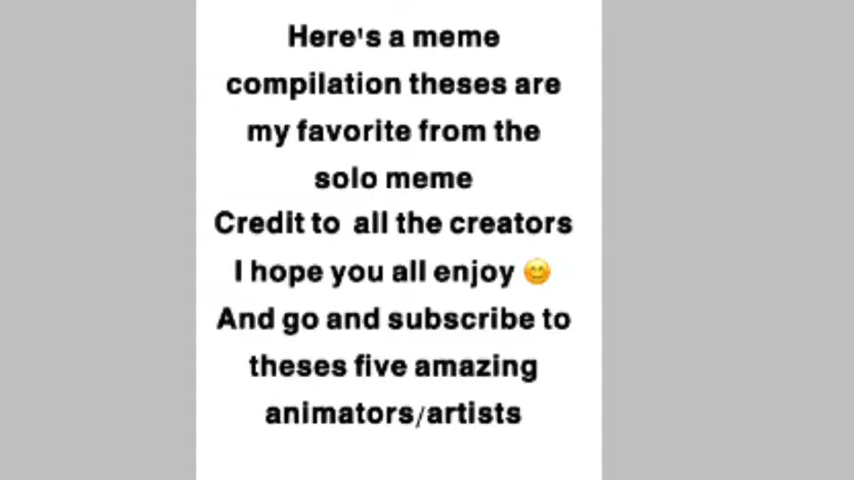 Here's a meme
compilation theses are
my favorite from the
solo meme
Credit to all the creators
I hope you all enjoy 😊
And go and subscribe to
theses five amazing
animators/artists